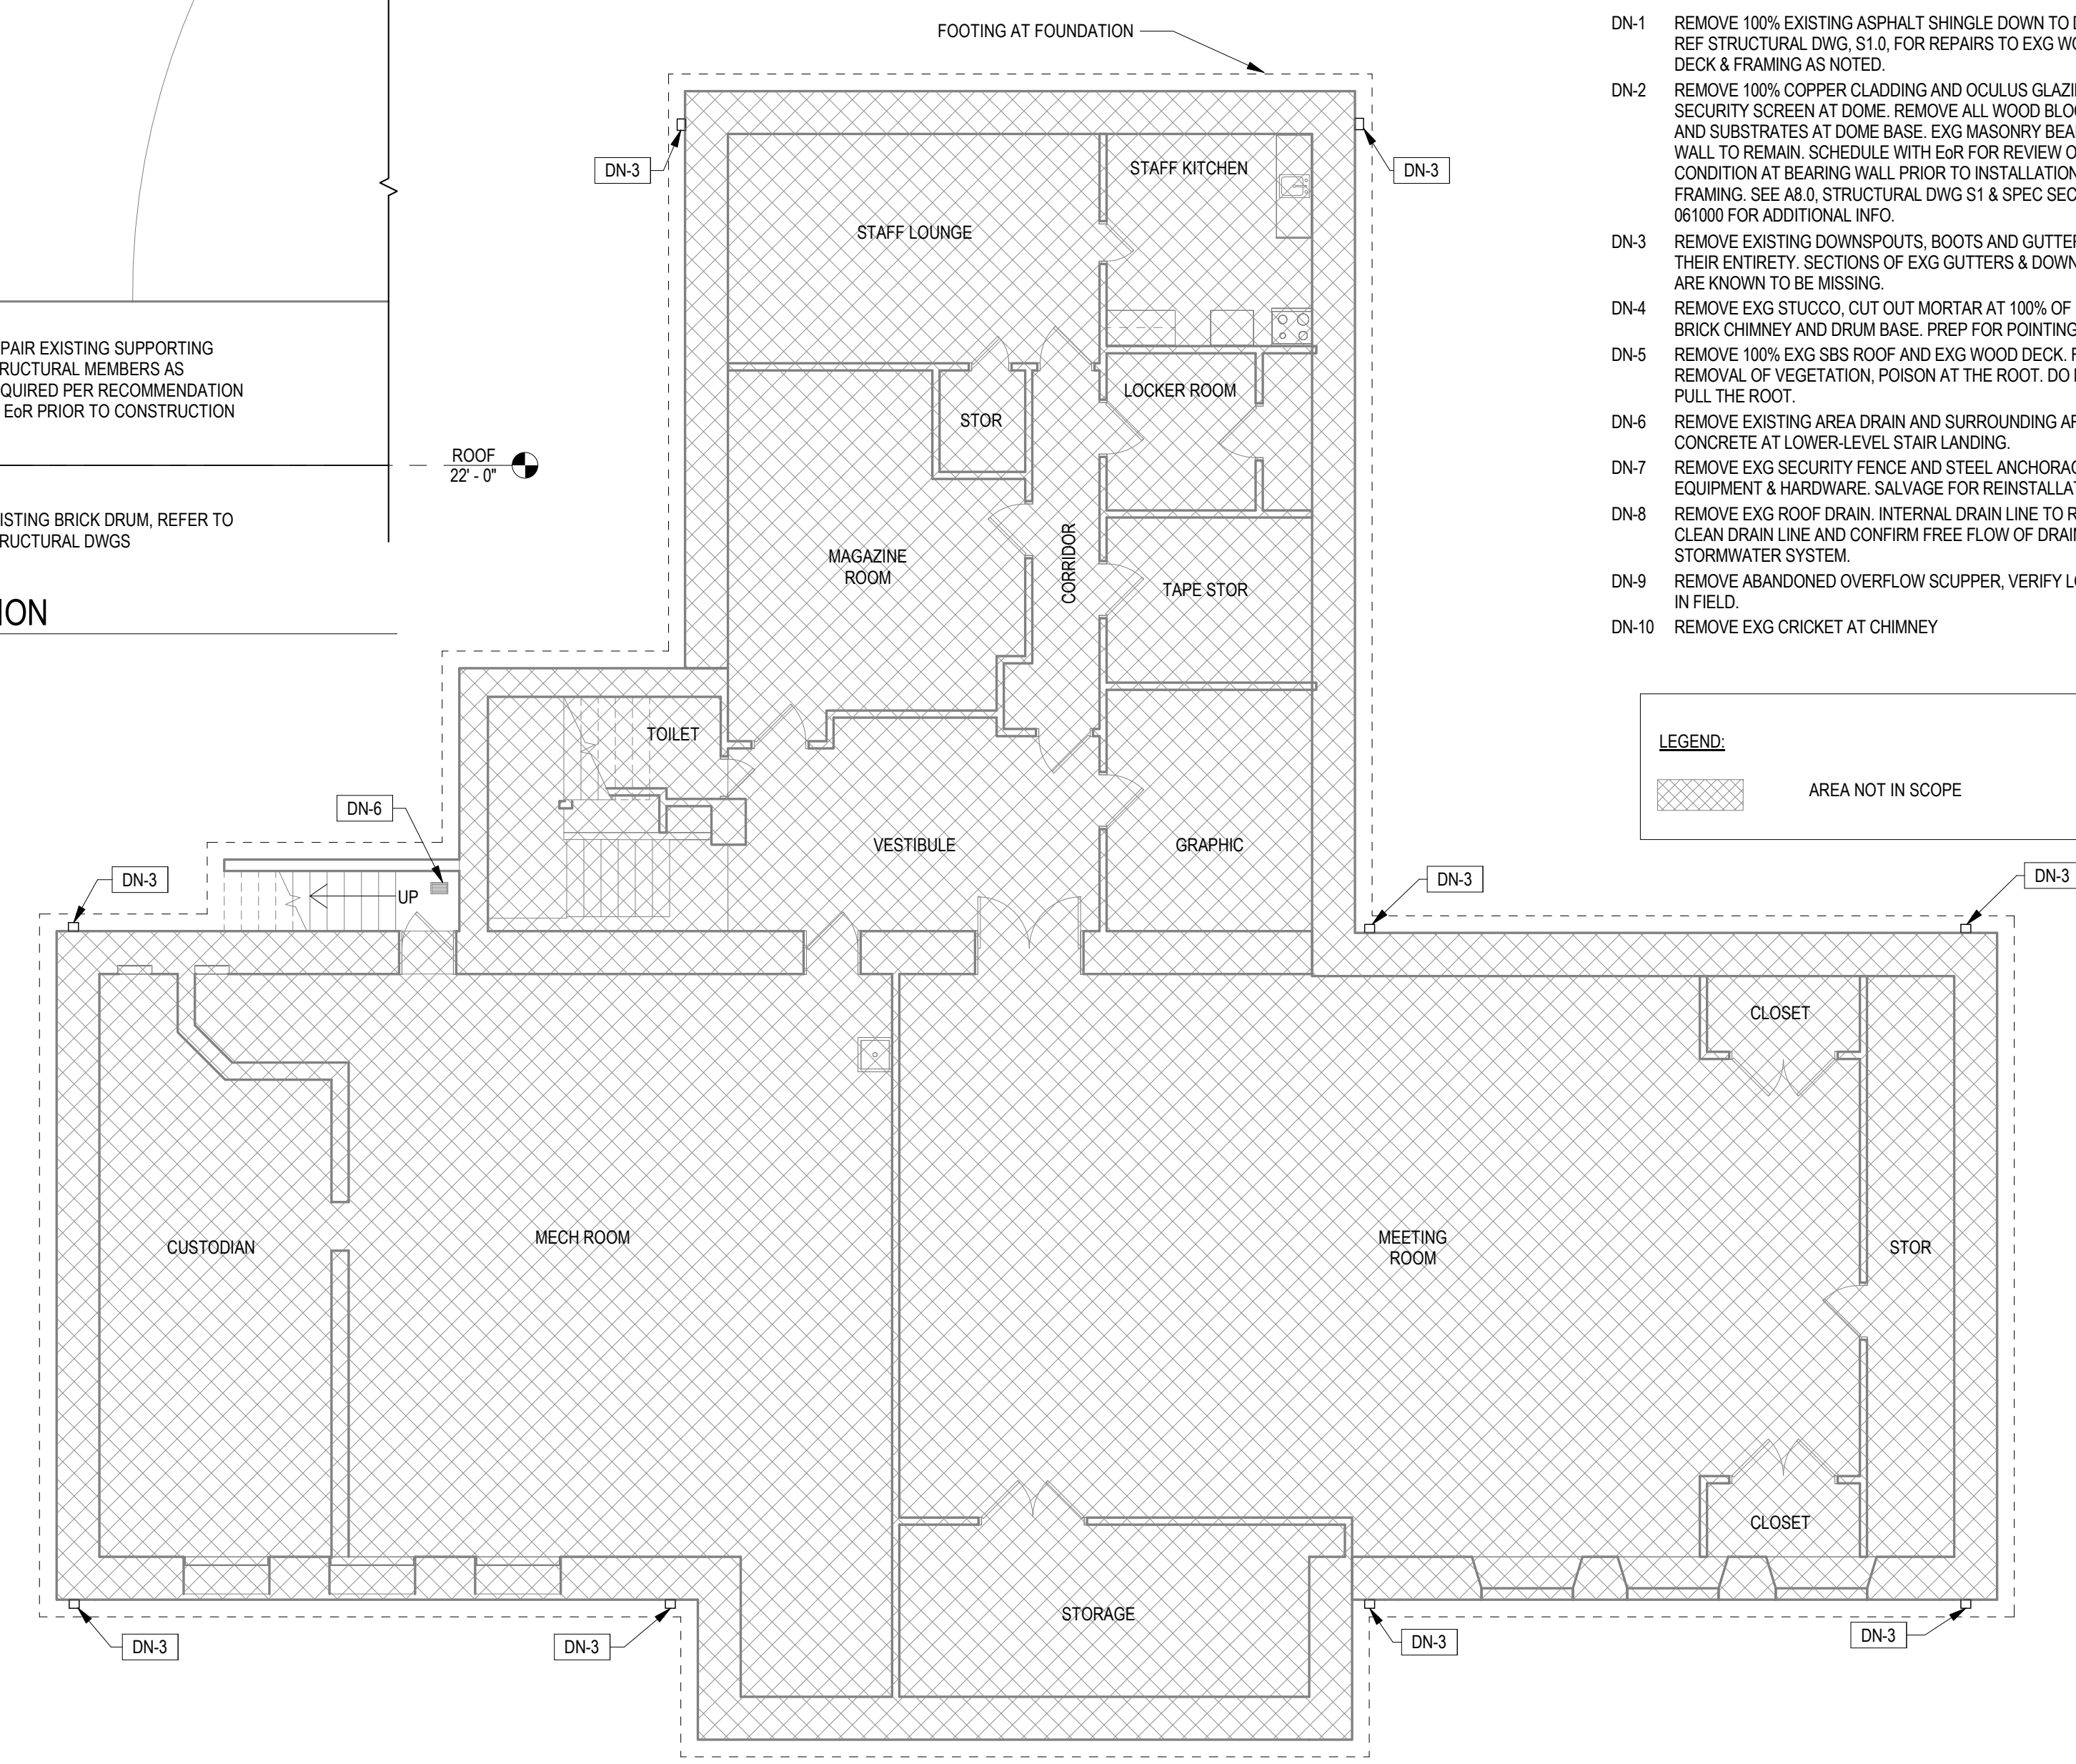 FOOTING AT FOUNDATION
DN-3
DN-3
STAFF KITCHEN
STAFF LOUNGE
LOCKER ROOM
STOR
MAGAZINE
ROOM
CORRIDOR
TAPE STOR
TOILET
VESTIBULE
GRAPHIC
DN-6
DN-3
UP
DN-3
DN-3
CLOSET
CUSTODIAN
MECH ROOM
MEETING
ROOM
STOR
CLOSET
STORAGE
DN-3
DN-3
DN-3
DN-3
PAIR EXISTING SUPPORTING
RUCTURAL MEMBERS AS
QUIRED PER RECOMMENDATION
EoR PRIOR TO CONSTRUCTION
ROOF
22' - 0"
ISTING BRICK DRUM, REFER TO
RUCTURAL DWGS
ION
DN-1 REMOVE 100% EXISTING ASPHALT SHINGLE DOWN TO
REF STRUCTURAL DWG, S1.0, FOR REPAIRS TO EXG WO
DECK & FRAMING AS NOTED.
DN-2 REMOVE 100% COPPER CLADDING AND OCULUS GLAZI
SECURITY SCREEN AT DOME. REMOVE ALL WOOD BLO
AND SUBSTRATES AT DOME BASE. EXG MASONRY BEA
WALL TO REMAIN. SCHEDULE WITH EoR FOR REVIEW O
CONDITION AT BEARING WALL PRIOR TO INSTALLATION
FRAMING. SEE A8.0, STRUCTURAL DWG S1 & SPEC SEC
061000 FOR ADDITIONAL INFO.
DN-3 REMOVE EXISTING DOWNSPOUTS, BOOTS AND GUTTER
THEIR ENTIRETY. SECTIONS OF EXG GUTTERS & DOWN
ARE KNOWN TO BE MISSING.
DN-4 REMOVE EXG STUCCO, CUT OUT MORTAR AT 100% OF
BRICK CHIMNEY AND DRUM BASE. PREP FOR POINTING
DN-5 REMOVE 100% EXG SBS ROOF AND EXG WOOD DECK. F
REMOVAL OF VEGETATION, POISON AT THE ROOT. DO
PULL THE ROOT.
DN-6 REMOVE EXISTING AREA DRAIN AND SURROUNDING AR
CONCRETE AT LOWER-LEVEL STAIR LANDING.
DN-7 REMOVE EXG SECURITY FENCE AND STEEL ANCHORAG
EQUIPMENT & HARDWARE. SALVAGE FOR REINSTALLAT
DN-8 REMOVE EXG ROOF DRAIN. INTERNAL DRAIN LINE TO R
CLEAN DRAIN LINE AND CONFIRM FREE FLOW OF DRAI
STORMWATER SYSTEM.
DN-9 REMOVE ABANDONED OVERFLOW SCUPPER, VERIFY LO
IN FIELD.
DN-10 REMOVE EXG CRICKET AT CHIMNEY
LEGEND:
AREA NOT IN SCOPE